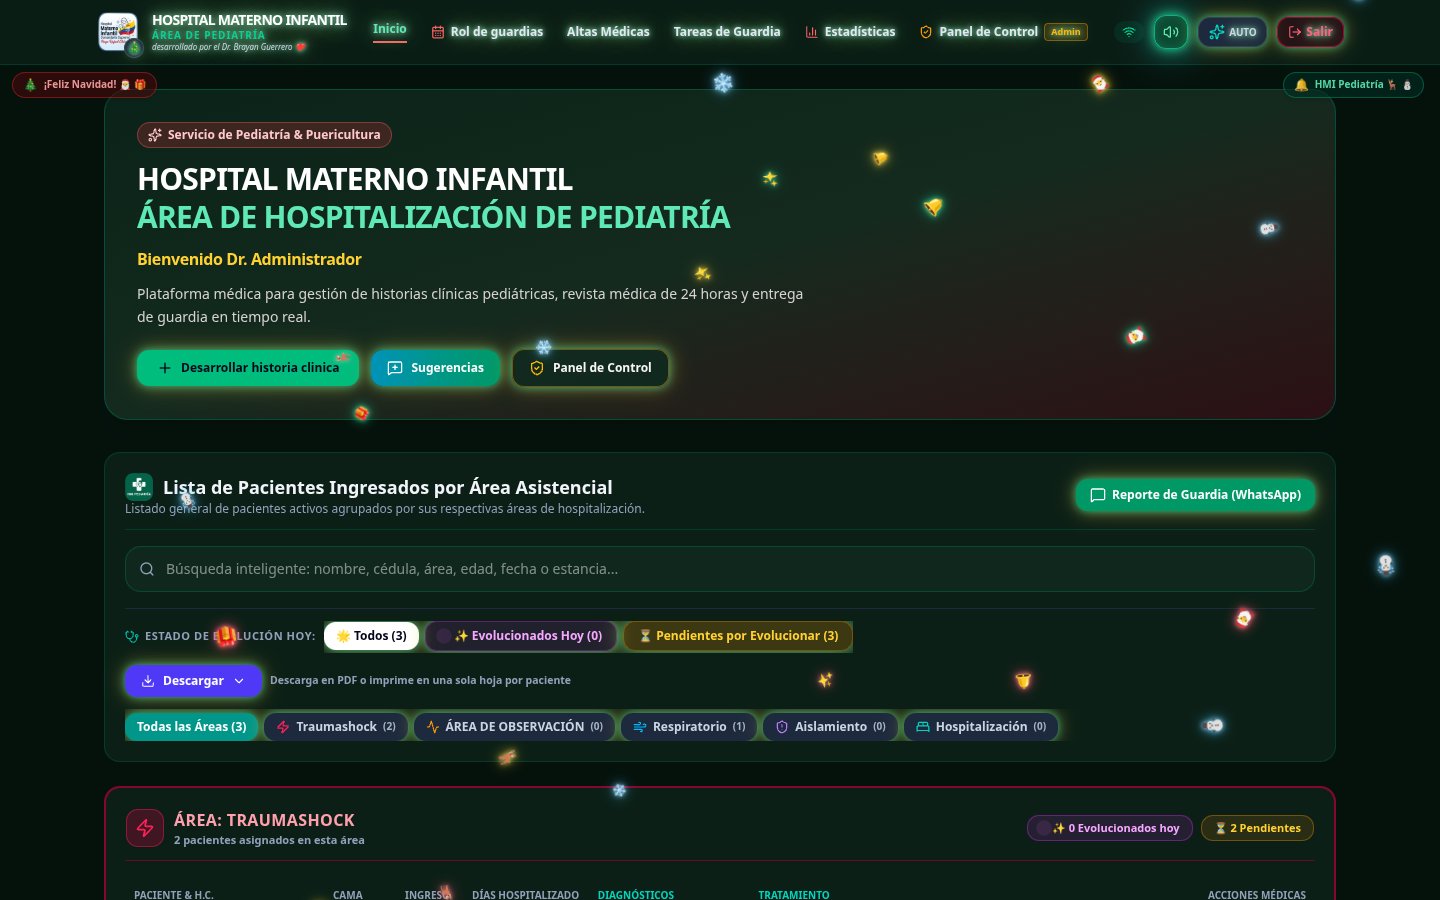 HOSPITAL MATERNO INFANTIL
ÁREA DE PEDIATRÍA
desarrollado por el Dr. Brayan Guerrero ❤️
Inicio
Rol de guardias
Altas Médicas
Tareas de Guardia
Estadísticas
Panel de Control
Admin
AUTO
Salir
🎄 ¡Feliz Navidad! 🎅 🎁
🔔 HMI Pediatría 🦌 ⛄
Servicio de Pediatría & Puericultura
HOSPITAL MATERNO INFANTIL
ÁREA DE HOSPITALIZACIÓN DE PEDIATRÍA
Bienvenido Dr. Administrador
Plataforma médica para gestión de historias clínicas pediátricas, revista médica de 24 horas y entrega
de guardia en tiempo real.
Desarrollar historia clinica
Sugerencias
Panel de Control
Lista de Pacientes Ingresados por Área Asistencial
Listado general de pacientes activos agrupados por sus respectivas áreas de hospitalización.
Reporte de Guardia (WhatsApp)
Búsqueda inteligente: nombre, cédula, área, edad, fecha o estancia...
ESTADO DE EVOLUCIÓN HOY:
🌟 Todos (3)
✨ Evolucionados Hoy (0)
⏳ Pendientes por Evolucionar (3)
Descargar
Descarga en PDF o imprime en una sola hoja por paciente
Todas las Áreas (3)
Traumashock (2)
ÁREA DE OBSERVACIÓN (0)
Respiratorio (1)
Aislamiento (0)
Hospitalización (0)
ÁREA: TRAUMASHOCK
2 pacientes asignados en esta área
✨ 0 Evolucionados hoy
⏳ 2 Pendientes
PACIENTE & H.C.
CAMA
INGRESO
DÍAS HOSPITALIZADO
DIAGNÓSTICOS
TRATAMIENTO
ACCIONES MÉDICAS